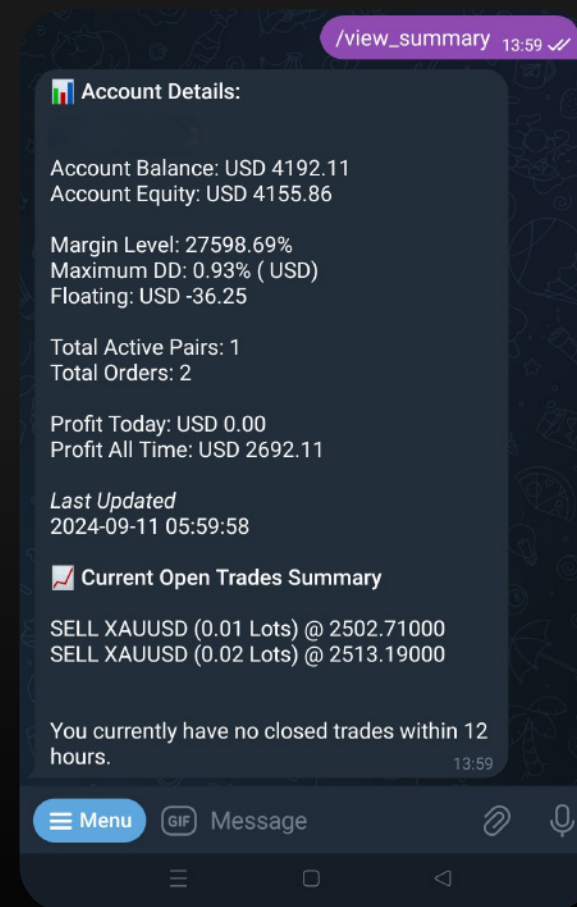 /view_summary 13:59
Account Details:
Account Balance: USD 4192.11
Account Equity: USD 4155.86
Margin Level: 27598.69%
Maximum DD: 0.93% ( USD)
Floating: USD -36.25
Total Active Pairs: 1
Total Orders: 2
Profit Today: USD 0.00
Profit All Time: USD 2692.11
Last Updated
2024-09-11 05:59:58
Current Open Trades Summary
SELL XAUUSD (0.01 Lots) @ 2502.71000
SELL XAUUSD (0.02 Lots) @ 2513.19000
You currently have no closed trades within 12
hours. 13:59
Menu GIF Message